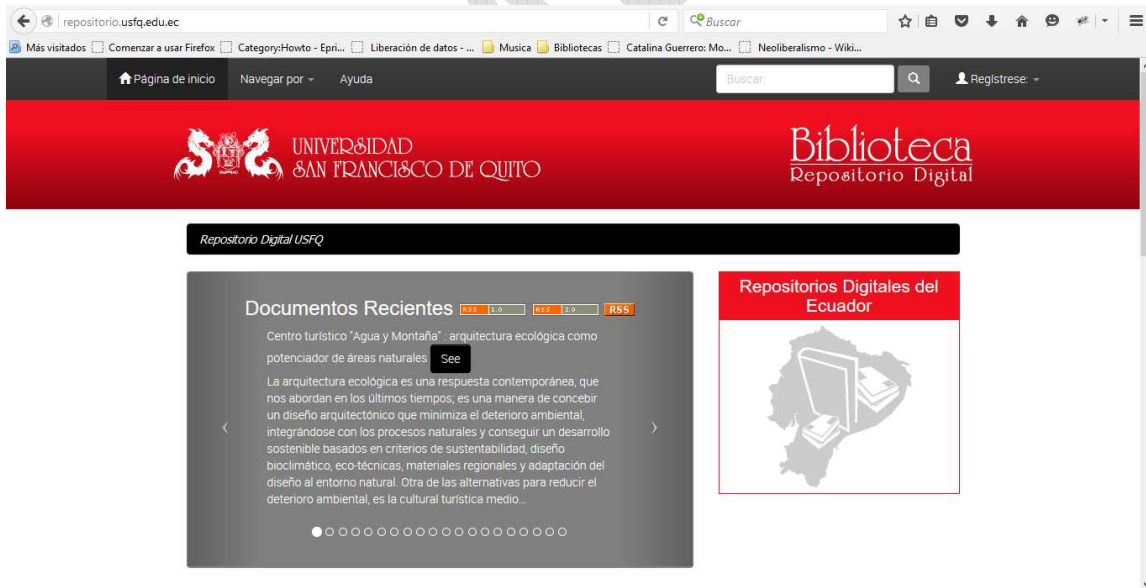 repositorio.usfq.edu.ec
Buscar
Más visitados Comenzar a usar Firefox Category:Howto - Epri... Liberación de datos - ... Musica Bibliotecas Catalina Guerrero: Mo... Neoliberalismo - Wiki...
Página de inicio Navegar por Ayuda Buscar: Regístrese:
UNIVERSIDAD
SAN FRANCISCO DE QUITO
Biblioteca
Repositorio Digital
Repositorio Digital USFQ
Documentos Recientes RSS 1.0 RSS 2.0 RSS
Centro turístico "Agua y Montaña" : arquitectura ecológica como
potenciador de áreas naturales See
La arquitectura ecológica es una respuesta contemporánea, que
nos abordan en los últimos tiempos; es una manera de concebir
un diseño arquitectónico que minimiza el deterioro ambiental,
integrándose con los procesos naturales y conseguir un desarrollo
sostenible basados en criterios de sustentabilidad, diseño
bioclimático, eco-técnicas, materiales regionales y adaptación del
diseño al entorno natural. Otra de las alternativas para reducir el
deterioro ambiental, es la cultural turística medio...
Repositorios Digitales del
Ecuador